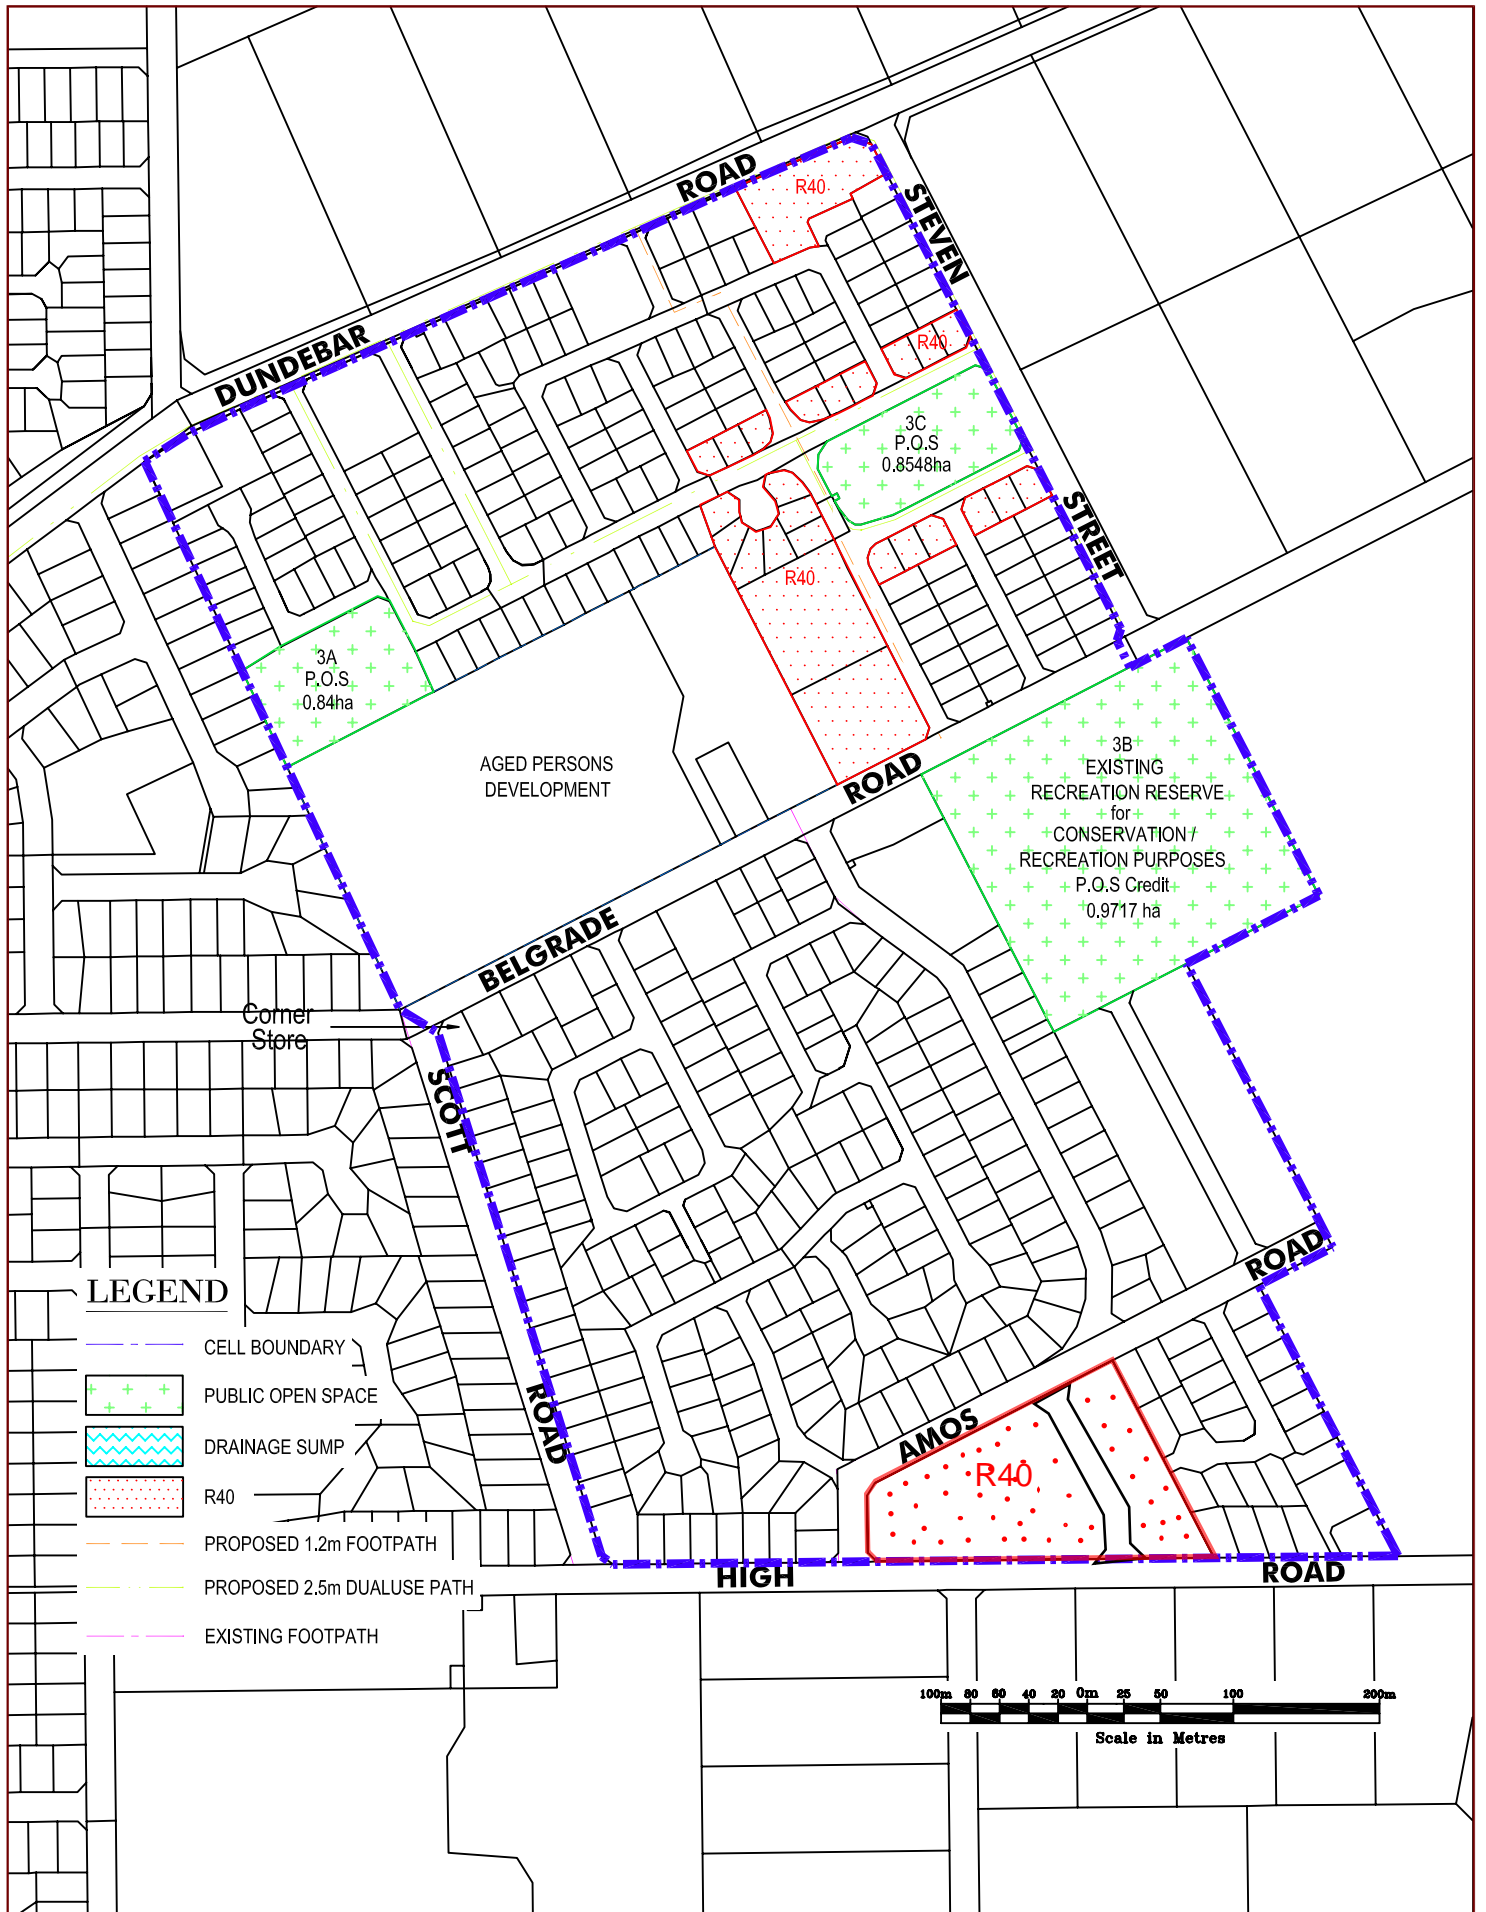 ROAD
R40
STEVEN
DUNDEBAR
R40
3C
P.O.S
0.8548ha
STREET
R40
3A
P.O.S
0.84ha
AGED PERSONS
DEVELOPMENT
ROAD
3B
EXISTING
RECREATION RESERVE
for
CONSERVATION /
RECREATION PURPOSES
P.O.S Credit
0.9717 ha
BELGRADE
Corner
Store
SCOTT
ROAD
LEGEND
CELL BOUNDARY
PUBLIC OPEN SPACE
DRAINAGE SUMP
R40
PROPOSED 1.2m FOOTPATH
PROPOSED 2.5m DUALUSE PATH
EXISTING FOOTPATH
ROAD
AMOS
R40
HIGH
ROAD
100m 80 60 40 20 0m 25 50 100 200m
Scale in Metres